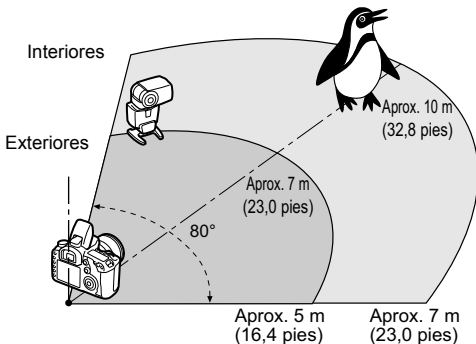 Interiores
Exteriores
Aprox. 10 m
(32,8 pies)
Aprox. 7 m
(23,0 pies)
80°
Aprox. 5 m
(16,4 pies)
Aprox. 7 m
(23,0 pies)